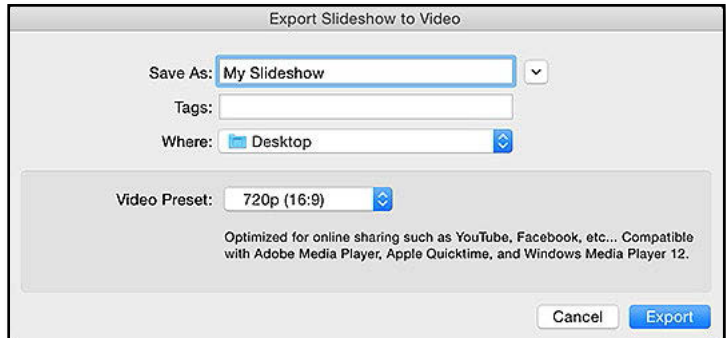 Export Slideshow to Video
Save As: My Slideshow
Tags:
Where: Desktop
Video Preset: 720p (16:9)
Optimized for online sharing such as YouTube, Facebook, etc... Compatible
with Adobe Media Player, Apple Quicktime, and Windows Media Player 12.
Cancel Export